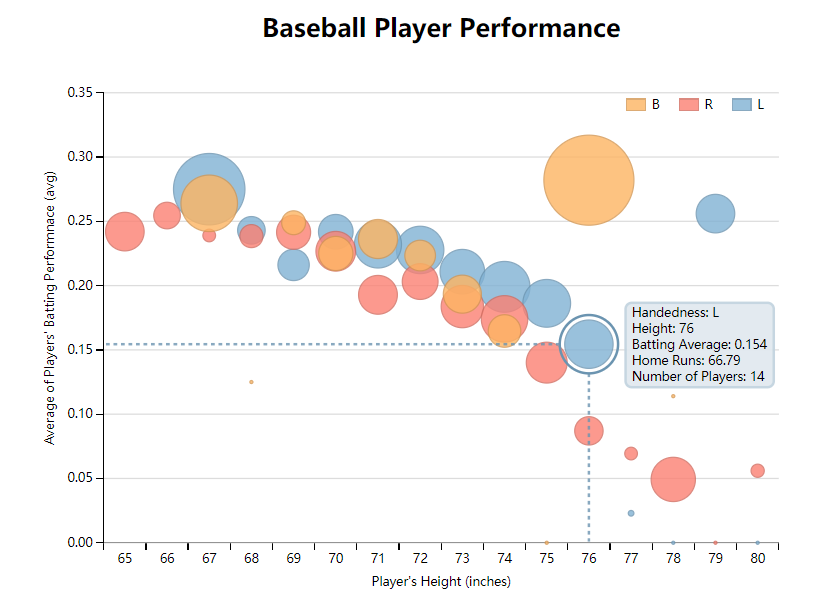 Baseball Player Performance
B R L
0.35
0.30
0.25
0.20
0.15
0.10
0.05
0.00
Average of Players' Batting Performnace (avg)
Handedness: L
Height: 76
Batting Average: 0.154
Home Runs: 66.79
Number of Players: 14
65 66 67 68 69 70 71 72 73 74 75 76 77 78 79 80
Player's Height (inches)